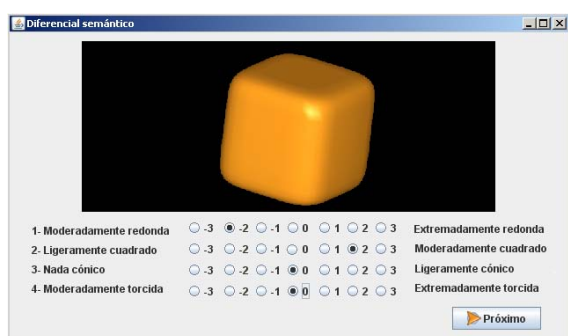 Diferencial semántico
1- Moderadamente redonda -3 -2 -1 0 1 2 3 Extremadamente redonda
2- Ligeramente cuadrado -3 -2 -1 0 1 2 3 Moderadamente cuadrado
3- Nada cónico -3 -2 -1 0 1 2 3 Ligeramente cónico
4- Moderadamente torcida -3 -2 -1 0 1 2 3 Extremadamente torcida
Próximo